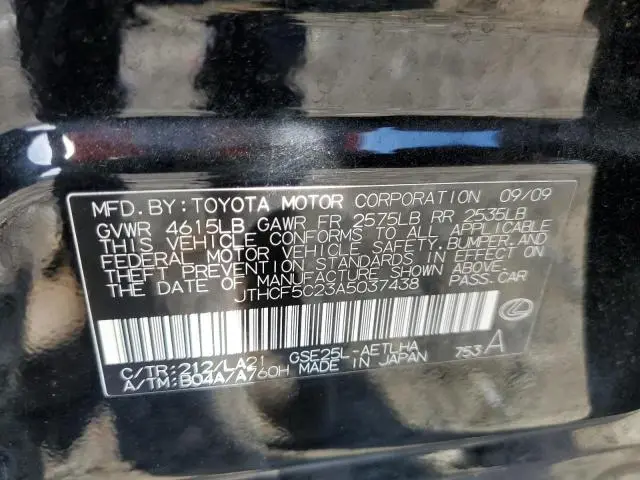 MFD.BY:TOYOTA MOTOR CORPORATION 09/09
GVWR 4615LB GAWR FR 2575LB RR 2535LB
THIS VEHICLE CONFORMS TO ALL APPLICABLE
FEDERAL MOTOR VEHICLE SAFETY,BUMPER,AND
THEFT PREVENTION STANDARDS IN EFFECT ON
THE DATE OF MANUFACTURE SHOWN ABOVE.
JTHCF5C23A5037438 PASS.CAR
C/TR:212/LA21 GSE25L-AETLHA
A/TM:B04A/A760H MADE IN JAPAN 753A